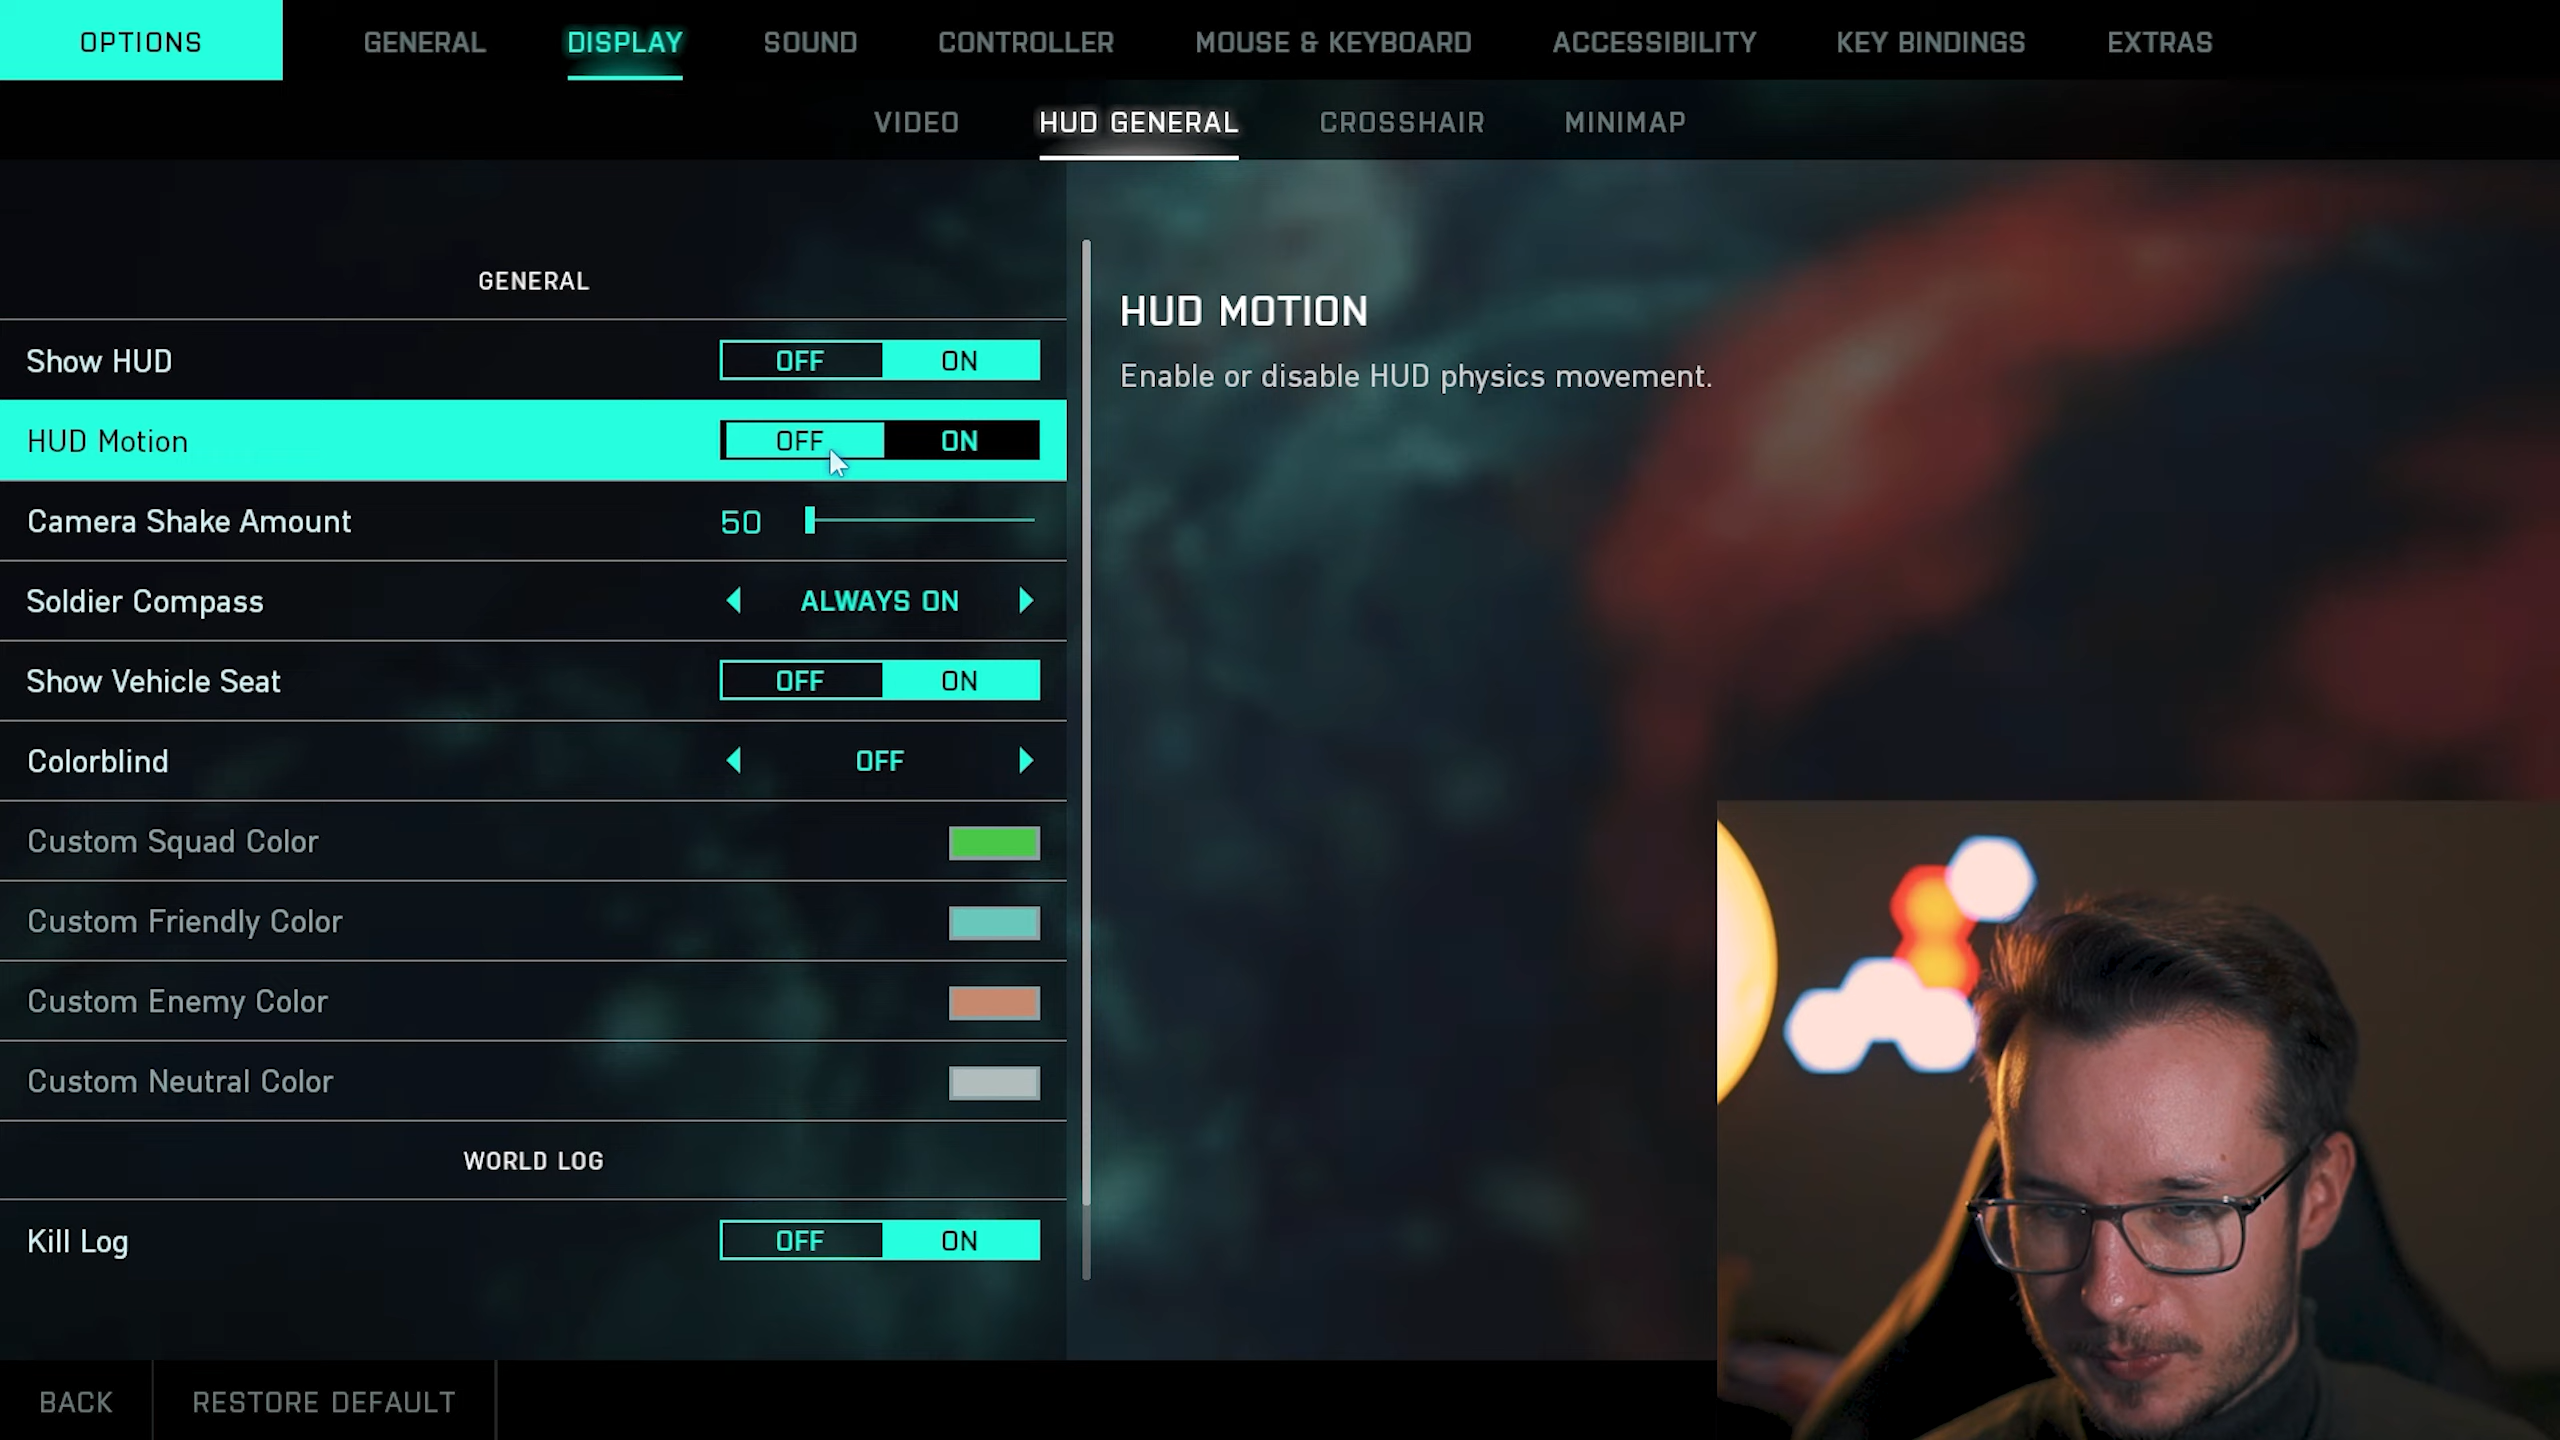 OPTIONS GENERAL DISPLAY SOUND CONTROLLER MOUSE & KEYBOARD ACCESSIBILITY KEY BINDINGS EXTRAS
VIDEO HUD GENERAL CROSSHAIR MINIMAP
GENERAL
Show HUD OFF ON
HUD Motion OFF ON
Camera Shake Amount 50
Soldier Compass ALWAYS ON
Show Vehicle Seat OFF ON
Colorblind OFF
Custom Squad Color
Custom Friendly Color
Custom Enemy Color
Custom Neutral Color
WORLD LOG
Kill Log OFF ON
HUD MOTION
Enable or disable HUD physics movement.
BACK RESTORE DEFAULT